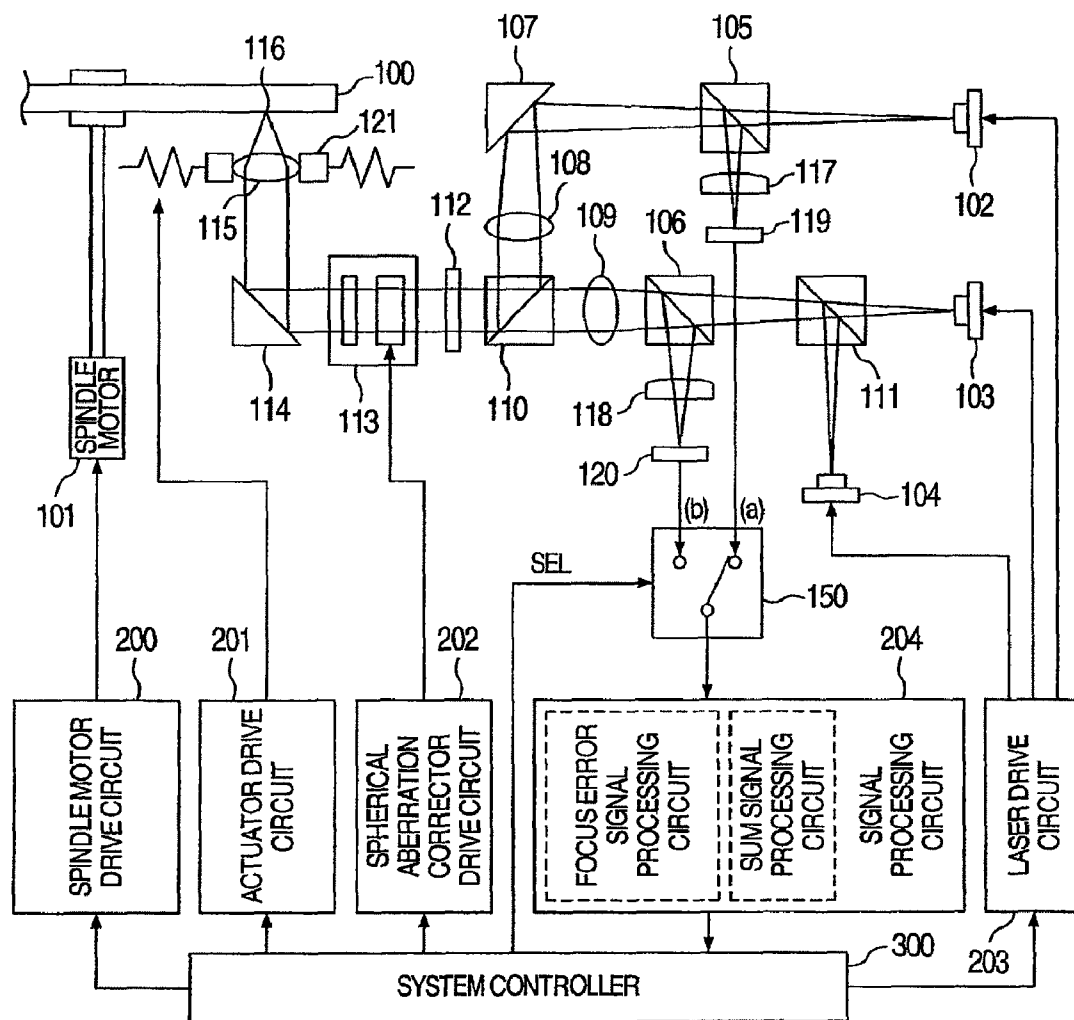 107
105
116
100
121
102
108
117
115
112
106
119
109
SPINDLE
MOTOR
101
114
113
110
118
111
103
120
104
(b)
(a)
SEL
150
200
201
202
204
SPINDLE MOTOR
DRIVE CIRCUIT
ACTUATOR DRIVE
CIRCUIT
SPHERICAL
ABERRATION
CORRECTOR
DRIVE CIRCUIT
FOCUS ERROR
SIGNAL
PROCESSING
CIRCUIT
SUM SIGNAL
PROCESSING
CIRCUIT
SIGNAL
PROCESSING
CIRCUIT
LASER DRIVE
CIRCUIT
300
203
SYSTEM CONTROLLER